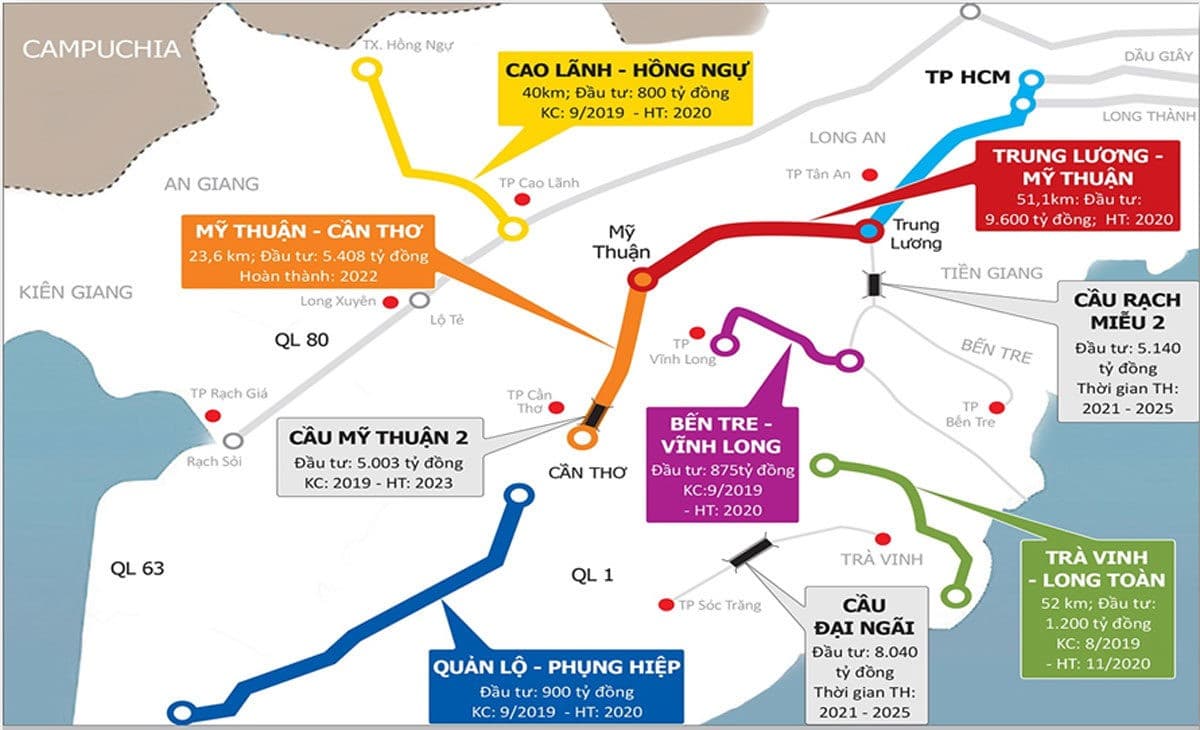 CAMPUCHIA
TX. Hồng Ngự
CAO LÃNH - HỒNG NGỰ
40km; Đầu tư: 800 tỷ đồng
KC: 9/2019 - HT: 2020
TP HCM
DẦU GIÂY
LONG THÀNH
LONG AN
TP Tân An
TRUNG LƯƠNG -
MỸ THUẬN
51,1km: Đầu tư:
9.600 tỷ đồng; HT: 2020
AN GIANG
TP Cao Lãnh
MỸ THUẬN - CẦN THƠ
23,6 km; Đầu tư: 5.408 tỷ đồng
Hoàn thành: 2022
Mỹ
Thuận
Trung
Lương
TIỀN GIANG
KIÊN GIANG
Long Xuyên
Lộ Tẻ
QL 80
CẦU RẠCH
MIỄU 2
Đầu tư: 5.140
tỷ đồng
Thời gian TH:
2021 - 2025
TP
Vĩnh Long
BẾN TRE
TP
Bến Tre
TP Rạch Giá
Rạch Sỏi
TP Cần
Thơ
CẦU MỸ THUẬN 2
Đầu tư: 5.003 tỷ đồng
KC: 2019 - HT: 2023
CẦN THƠ
BẾN TRE -
VĨNH LONG
Đầu tư: 875tỷ đồng
KC:9/2019
- HT: 2020
QL 63
QL 1
TRÀ VINH
TP Sóc Trăng
TRÀ VINH
- LONG TOÀN
52 km; Đầu tư:
1.200 tỷ đồng
KC: 8/2019
- HT: 11/2020
CẦU
ĐẠI NGÃI
Đầu tư: 8.040
tỷ đồng
Thời gian TH:
2021 - 2025
QUẢN LỘ - PHỤNG HIỆP
Đầu tư: 900 tỷ đồng
KC: 9/2019 - HT: 2020